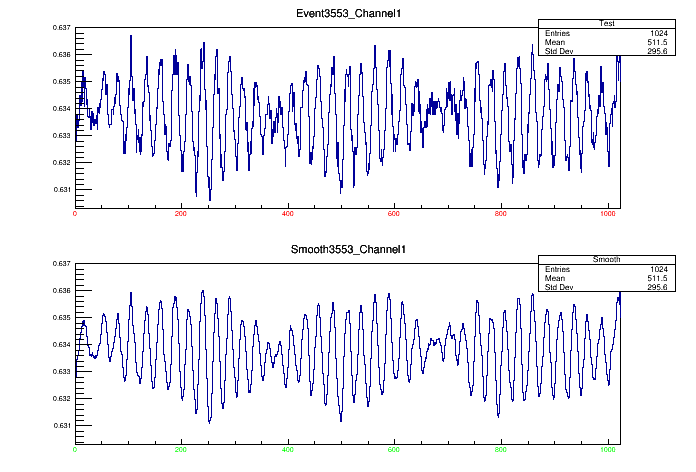 Event3553_Channel1
Test
Entries 1024
Mean 511.5
Std Dev 295.6
0.637
0.636
0.635
0.634
0.633
0.632
0.631
0 200 400 600 800 1000
Smooth3553_Channel1
Smooth
Entries 1024
Mean 511.5
Std Dev 295.6
0.637
0.636
0.635
0.634
0.633
0.632
0.631
0 200 400 600 800 1000